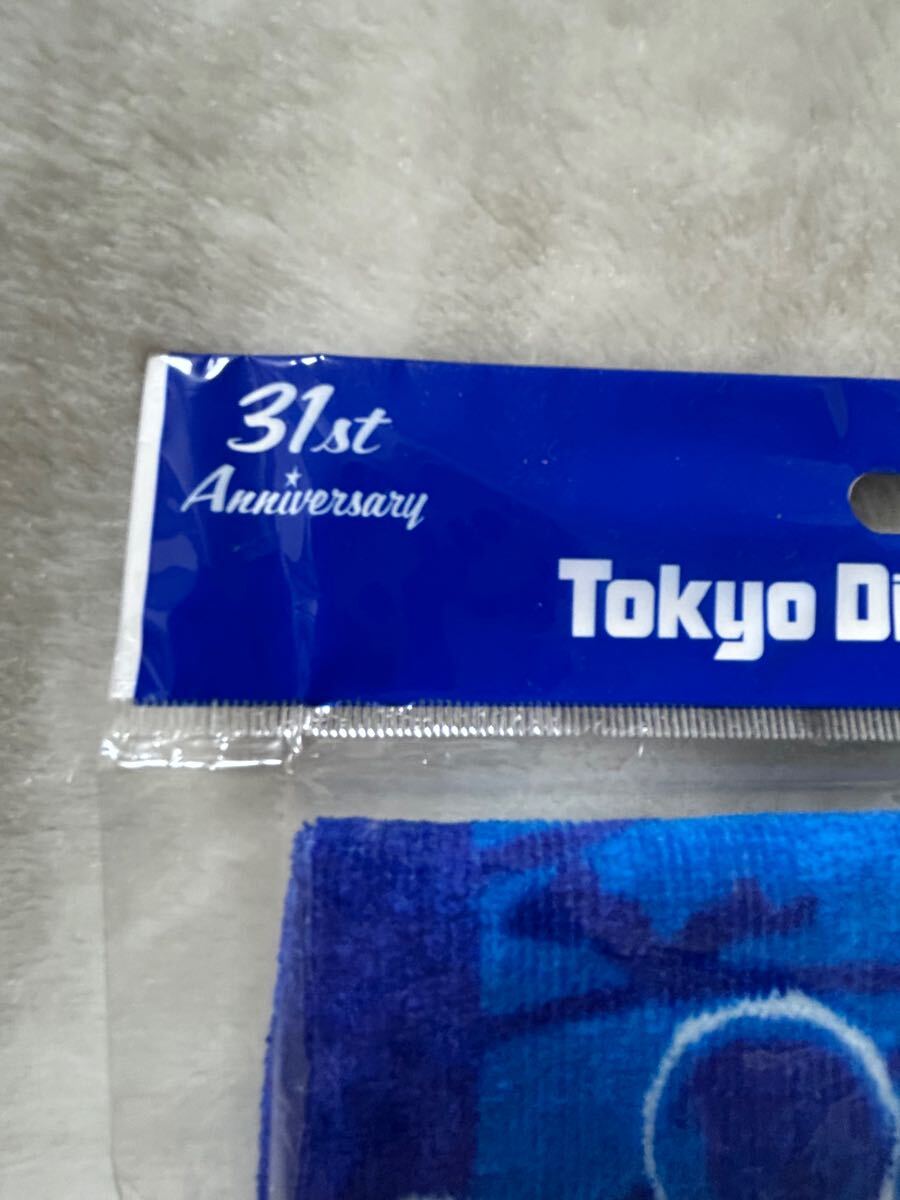 31st
Anniversary
Tokyo Di